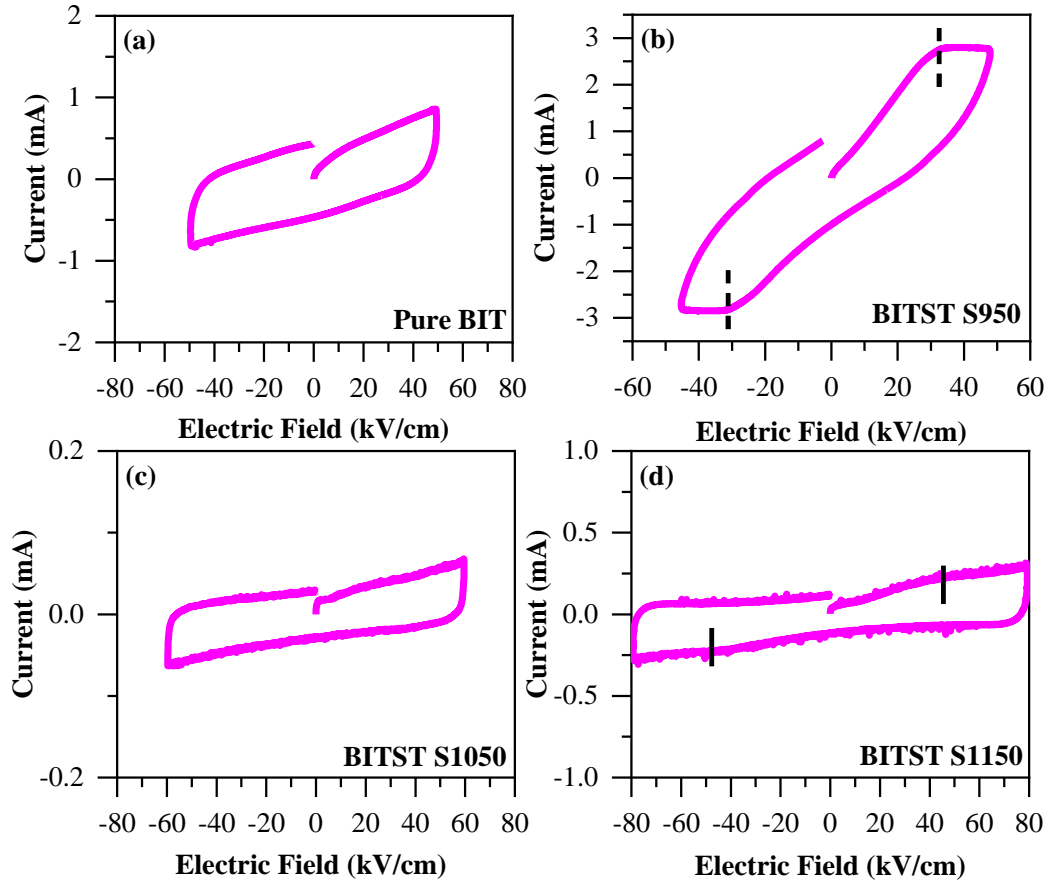 (a)
2
1
0
-1
-2
Current (mA)
Pure BIT
-80 -60 -40 -20 0 20 40 60 80
Electric Field (kV/cm)
(b)
3
2
1
0
-1
-2
-3
Current (mA)
BITST S950
-60 -40 -20 0 20 40 60
Electric Field (kV/cm)
(c)
0.2
0.0
-0.2
Current (mA)
BITST S1050
-80 -60 -40 -20 0 20 40 60 80
Electric Field (kV/cm)
(d)
1.0
0.5
0.0
-0.5
-1.0
Current (mA)
BITST S1150
-80 -60 -40 -20 0 20 40 60 80
Electric Field (kV/cm)